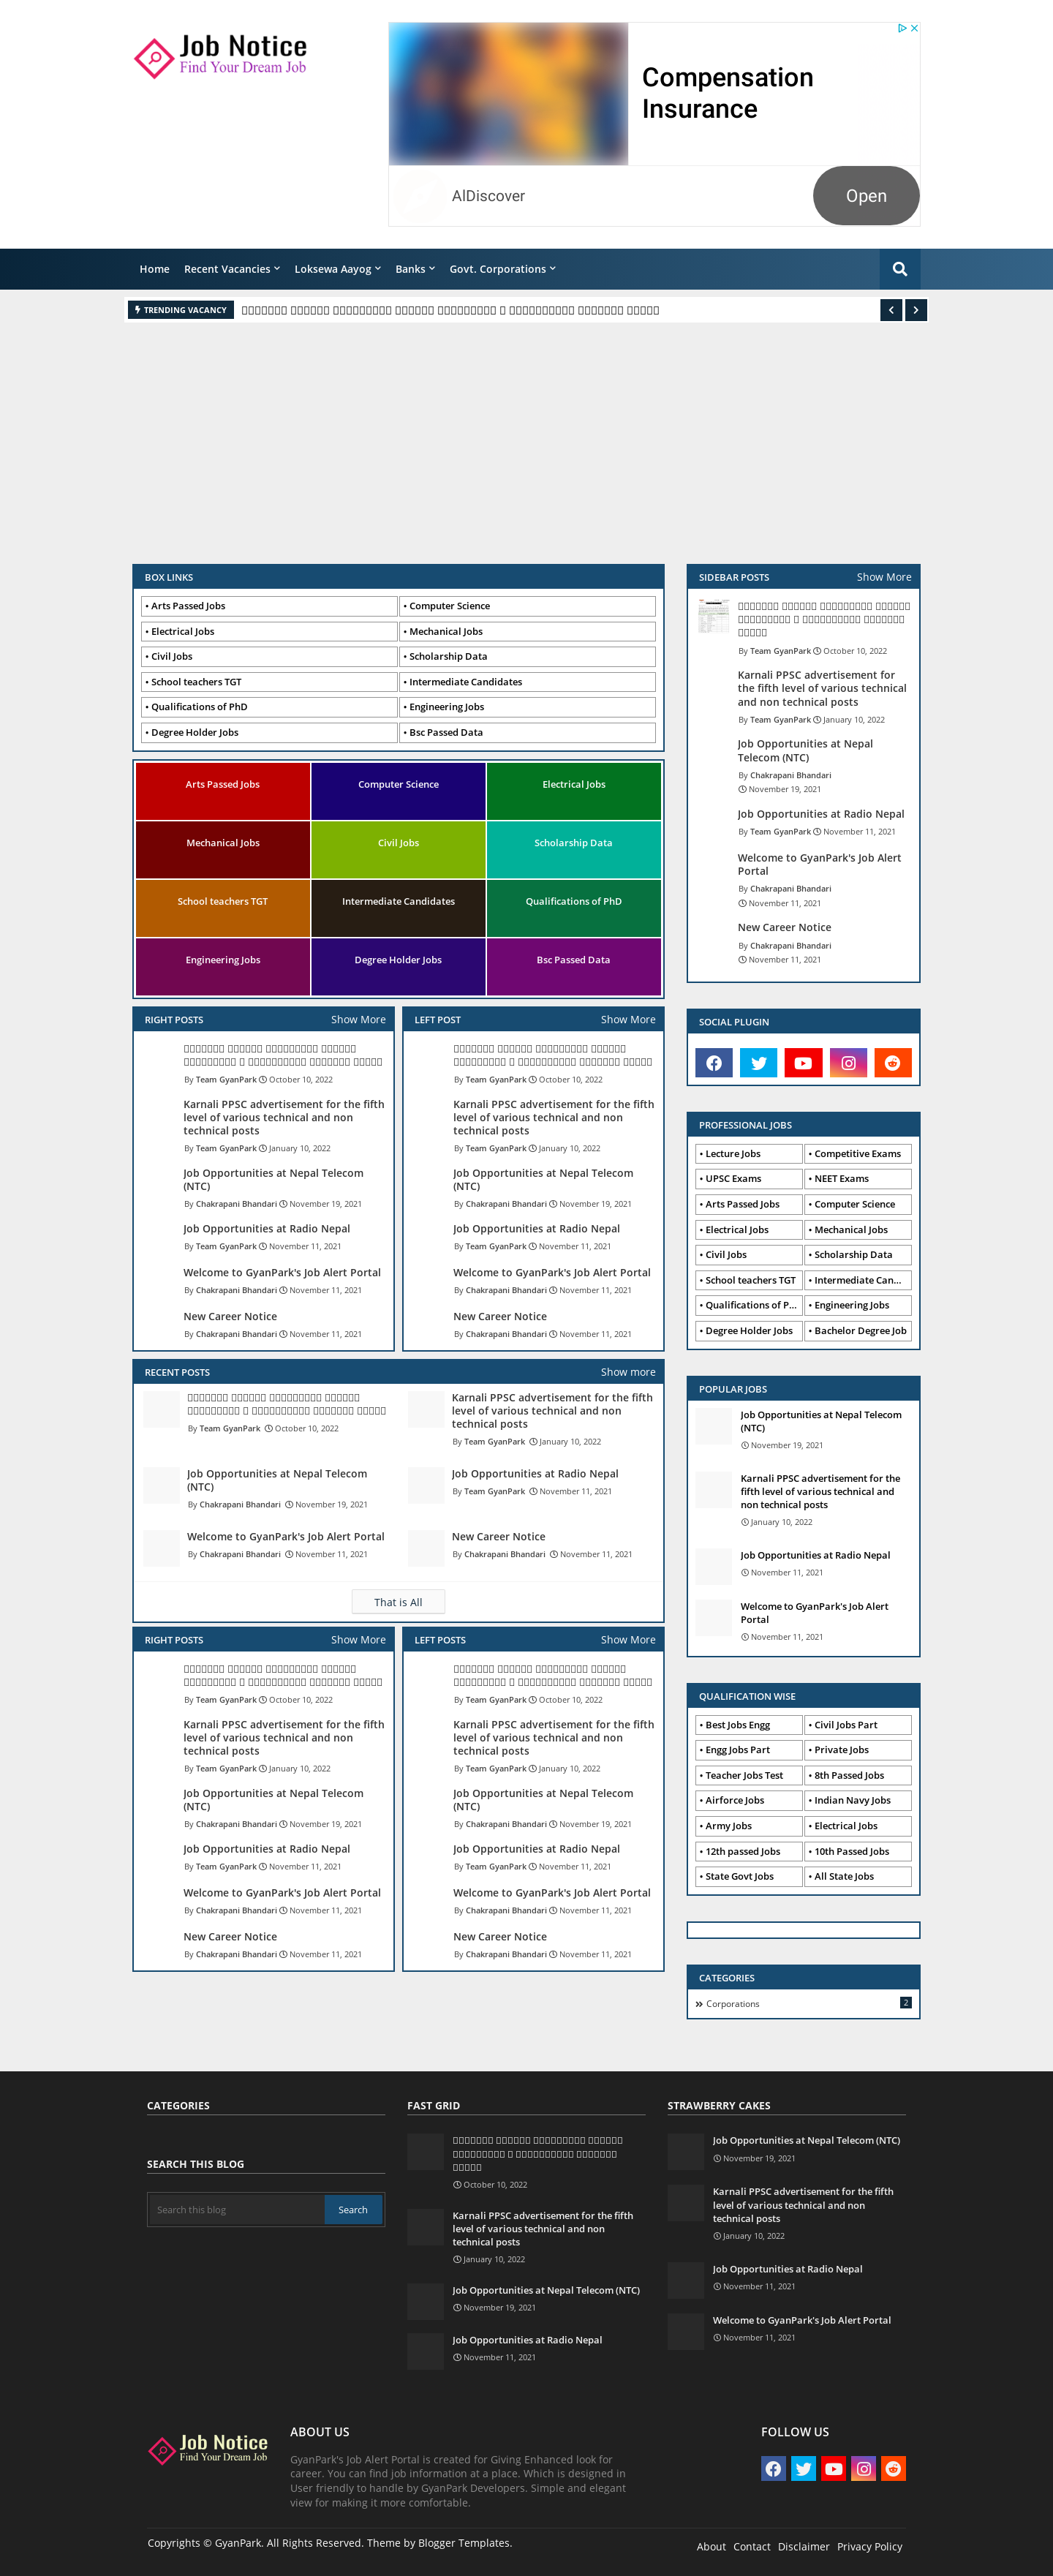 Job Notice
Find Your Dream Job
Compensation
Insurance
AlDiscover
Open
Home
Recent Vacancies
Loksewa Aayog
Banks
Govt. Corporations
TRENDING VACANCY
BOX LINKS
• Arts Passed Jobs
• Computer Science
• Electrical Jobs
• Mechanical Jobs
• Civil Jobs
• Scholarship Data
• School teachers TGT
• Intermediate Candidates
• Qualifications of PhD
• Engineering Jobs
• Degree Holder Jobs
• Bsc Passed Data
Arts Passed Jobs
Computer Science
Electrical Jobs
Mechanical Jobs
Civil Jobs
Scholarship Data
School teachers TGT
Intermediate Candidates
Qualifications of PhD
Engineering Jobs
Degree Holder Jobs
Bsc Passed Data
RIGHT POSTS
Show More
By Team GyanPark October 10, 2022
Karnali PPSC advertisement for the fifth
level of various technical and non
technical posts
By Team GyanPark January 10, 2022
Job Opportunities at Nepal Telecom
(NTC)
By Chakrapani Bhandari November 19, 2021
Job Opportunities at Radio Nepal
By Team GyanPark November 11, 2021
Welcome to GyanPark's Job Alert Portal
By Chakrapani Bhandari November 11, 2021
New Career Notice
By Chakrapani Bhandari November 11, 2021
LEFT POST
Show More
By Team GyanPark October 10, 2022
Karnali PPSC advertisement for the fifth
level of various technical and non
technical posts
By Team GyanPark January 10, 2022
Job Opportunities at Nepal Telecom
(NTC)
By Chakrapani Bhandari November 19, 2021
Job Opportunities at Radio Nepal
By Team GyanPark November 11, 2021
Welcome to GyanPark's Job Alert Portal
By Chakrapani Bhandari November 11, 2021
New Career Notice
By Chakrapani Bhandari November 11, 2021
RECENT POSTS
Show more
By Team GyanPark October 10, 2022
Karnali PPSC advertisement for the fifth
level of various technical and non
technical posts
By Team GyanPark January 10, 2022
Job Opportunities at Nepal Telecom
(NTC)
By Chakrapani Bhandari November 19, 2021
Job Opportunities at Radio Nepal
By Team GyanPark November 11, 2021
Welcome to GyanPark's Job Alert Portal
By Chakrapani Bhandari November 11, 2021
New Career Notice
By Chakrapani Bhandari November 11, 2021
That is All
RIGHT POSTS
Show More
By Team GyanPark October 10, 2022
Karnali PPSC advertisement for the fifth
level of various technical and non
technical posts
By Team GyanPark January 10, 2022
Job Opportunities at Nepal Telecom
(NTC)
By Chakrapani Bhandari November 19, 2021
Job Opportunities at Radio Nepal
By Team GyanPark November 11, 2021
Welcome to GyanPark's Job Alert Portal
By Chakrapani Bhandari November 11, 2021
New Career Notice
By Chakrapani Bhandari November 11, 2021
LEFT POSTS
Show More
By Team GyanPark October 10, 2022
Karnali PPSC advertisement for the fifth
level of various technical and non
technical posts
By Team GyanPark January 10, 2022
Job Opportunities at Nepal Telecom
(NTC)
By Chakrapani Bhandari November 19, 2021
Job Opportunities at Radio Nepal
By Team GyanPark November 11, 2021
Welcome to GyanPark's Job Alert Portal
By Chakrapani Bhandari November 11, 2021
New Career Notice
By Chakrapani Bhandari November 11, 2021
SIDEBAR POSTS
Show More
By Team GyanPark October 10, 2022
Karnali PPSC advertisement for
the fifth level of various technical
and non technical posts
By Team GyanPark January 10, 2022
Job Opportunities at Nepal
Telecom (NTC)
By Chakrapani Bhandari
November 19, 2021
Job Opportunities at Radio Nepal
By Team GyanPark November 11, 2021
Welcome to GyanPark's Job Alert
Portal
By Chakrapani Bhandari
November 11, 2021
New Career Notice
By Chakrapani Bhandari
November 11, 2021
SOCIAL PLUGIN
PROFESSIONAL JOBS
• Lecture Jobs
• Competitive Exams
• UPSC Exams
• NEET Exams
• Arts Passed Jobs
• Computer Science
• Electrical Jobs
• Mechanical Jobs
• Civil Jobs
• Scholarship Data
• School teachers TGT
• Intermediate Can...
• Qualifications of P...
• Engineering Jobs
• Degree Holder Jobs
• Bachelor Degree Job
POPULAR JOBS
Job Opportunities at Nepal Telecom
(NTC)
November 19, 2021
Karnali PPSC advertisement for the
fifth level of various technical and
non technical posts
January 10, 2022
Job Opportunities at Radio Nepal
November 11, 2021
Welcome to GyanPark's Job Alert
Portal
November 11, 2021
QUALIFICATION WISE
• Best Jobs Engg
• Civil Jobs Part
• Engg Jobs Part
• Private Jobs
• Teacher Jobs Test
• 8th Passed Jobs
• Airforce Jobs
• Indian Navy Jobs
• Army Jobs
• Electrical Jobs
• 12th passed Jobs
• 10th Passed Jobs
• State Govt Jobs
• All State Jobs
CATEGORIES
Corporations
2
CATEGORIES
SEARCH THIS BLOG
Search this blog
Search
FAST GRID
October 10, 2022
Karnali PPSC advertisement for the fifth
level of various technical and non
technical posts
January 10, 2022
Job Opportunities at Nepal Telecom (NTC)
November 19, 2021
Job Opportunities at Radio Nepal
November 11, 2021
STRAWBERRY CAKES
Job Opportunities at Nepal Telecom (NTC)
November 19, 2021
Karnali PPSC advertisement for the fifth
level of various technical and non
technical posts
January 10, 2022
Job Opportunities at Radio Nepal
November 11, 2021
Welcome to GyanPark's Job Alert Portal
November 11, 2021
Job Notice
Find Your Dream Job
ABOUT US
GyanPark's Job Alert Portal is created for Giving Enhanced look for
career. You can find job information at a place. Which is designed in
User friendly to handle by GyanPark Developers. Simple and elegant
view for making it more comfortable.
FOLLOW US
Copyrights © GyanPark. All Rights Reserved. Theme by Blogger Templates.
About
Contact
Disclaimer
Privacy Policy